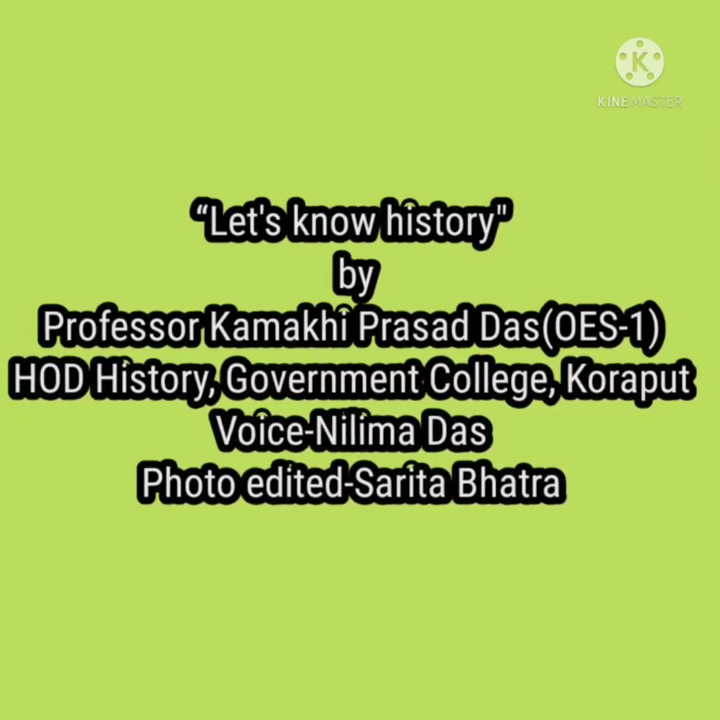 K
KINEMASTER
“Let's know history"
by
Professor Kamakhi Prasad Das(OES-1)
HOD History, Government College, Koraput
Voice-Nilima Das
Photo edited-Sarita Bhatra